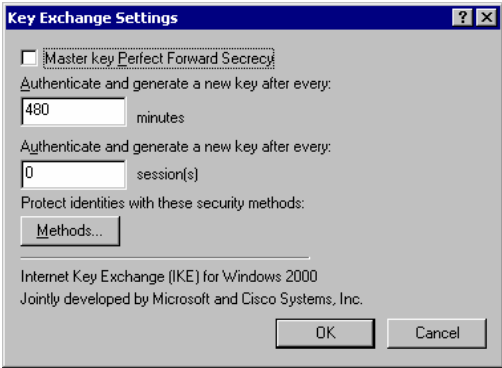 Key Exchange Settings
Master key Perfect Forward Secrecy
Authenticate and generate a new key after every:
480 minutes
Authenticate and generate a new key after every:
0 session(s)
Protect identities with these security methods:
Methods...
Internet Key Exchange (IKE) for Windows 2000
Jointly developed by Microsoft and Cisco Systems, Inc.
OK Cancel